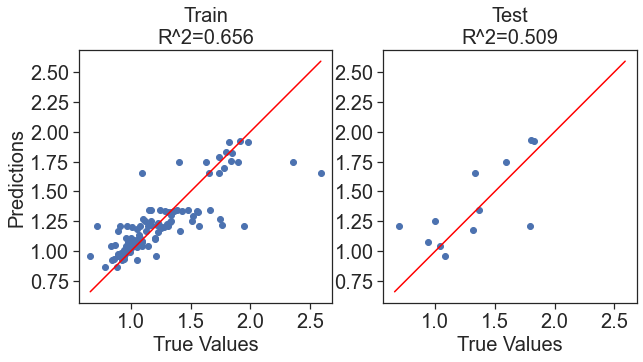 Train
R^2=0.656
Predictions
2.50
2.25
2.00
1.75
1.50
1.25
1.00
0.75
1.0 1.5 2.0 2.5
True Values
Test
R^2=0.509
2.50
2.25
2.00
1.75
1.50
1.25
1.00
0.75
1.0 1.5 2.0 2.5
True Values